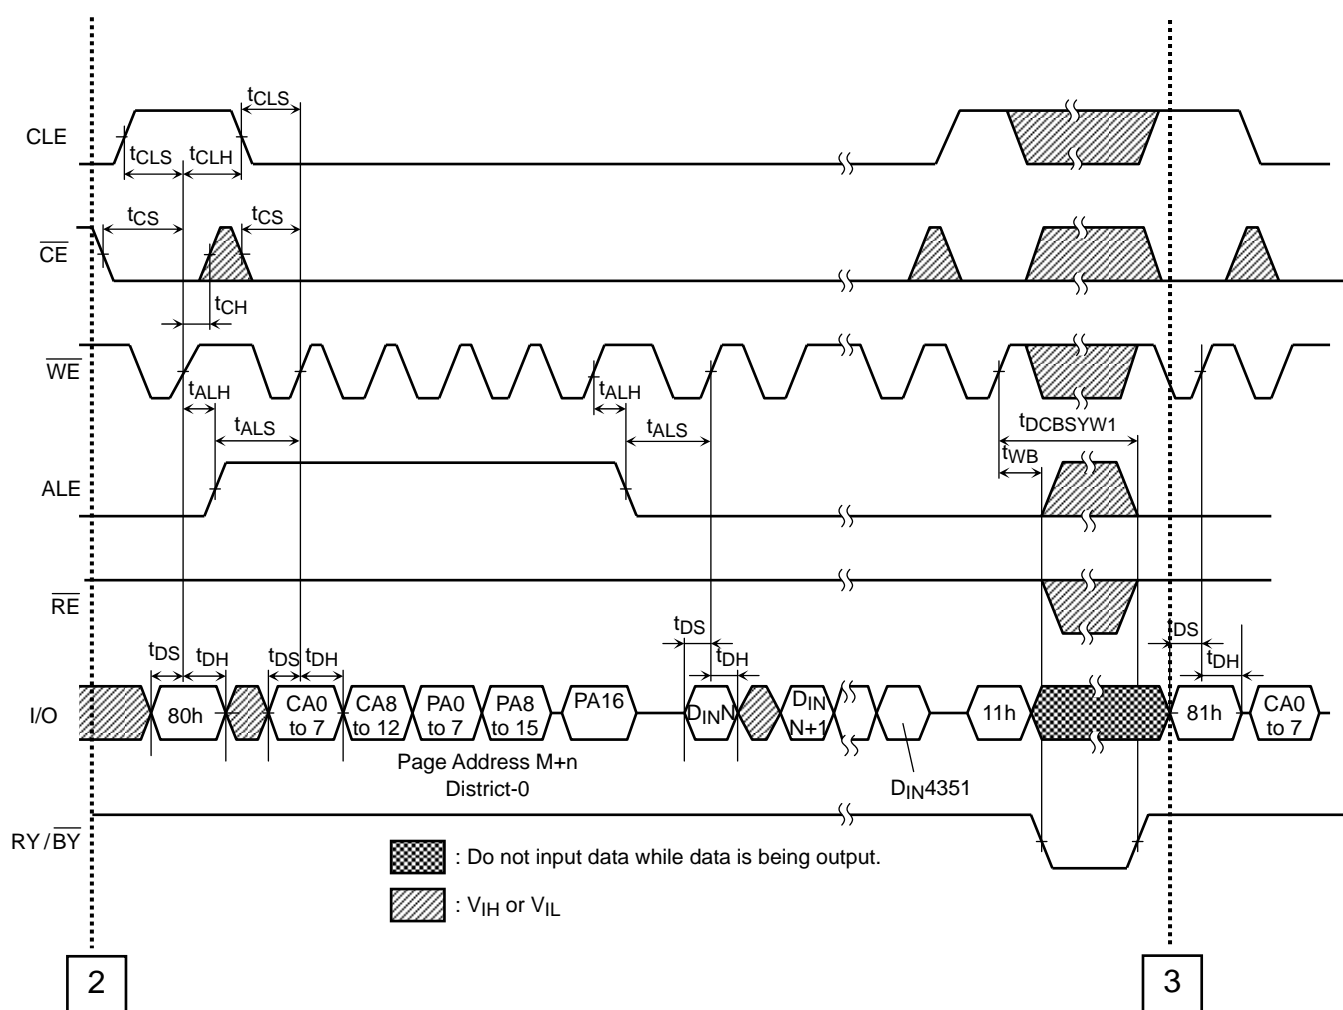 tCLS
CLE
tCLS
tCLH
tCS
tCS
CE
tCH
WE
tALH
tALH
tALS
tALS
tDCBSYW1
tWB
ALE
RE
tDS
tDH
tDS
tDH
tDS
tDH
tDS
tDH
I/O
80h
CA0 to 7
CA8 to 12
PA0 to 7
PA8 to 15
PA16
DINN
DIN N+1
11h
81h
CA0 to 7
Page Address M+n
District-0
DIN4351
RY/BY
: Do not input data while data is being output.
: VIH or VIL
2
3